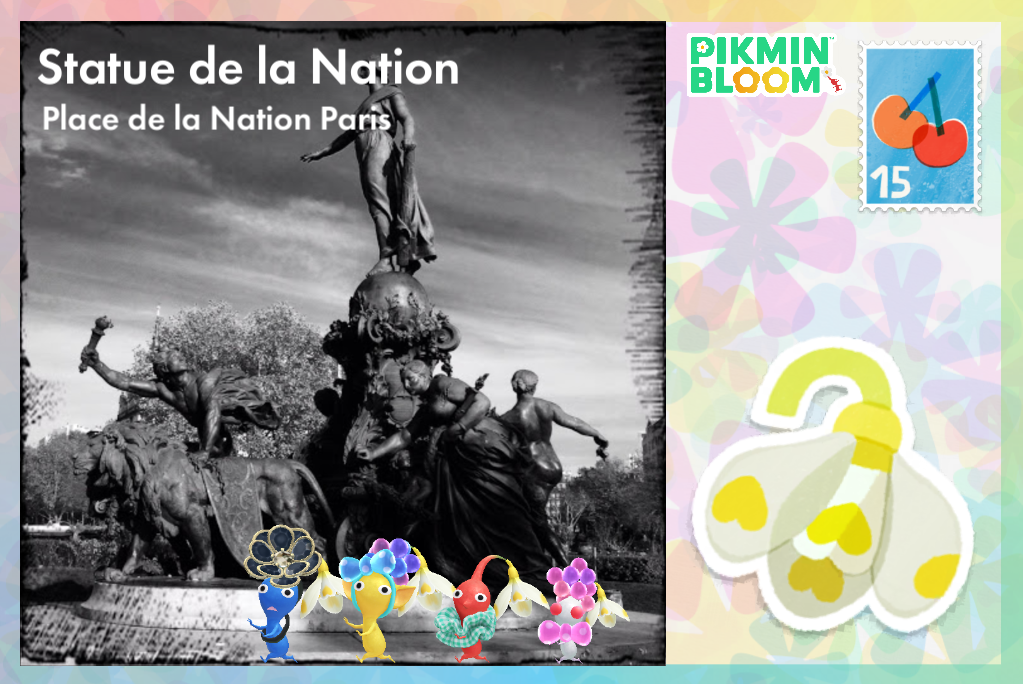 Statue de la Nation
Place de la Nation Paris
PIKMIN
BLOOM
15